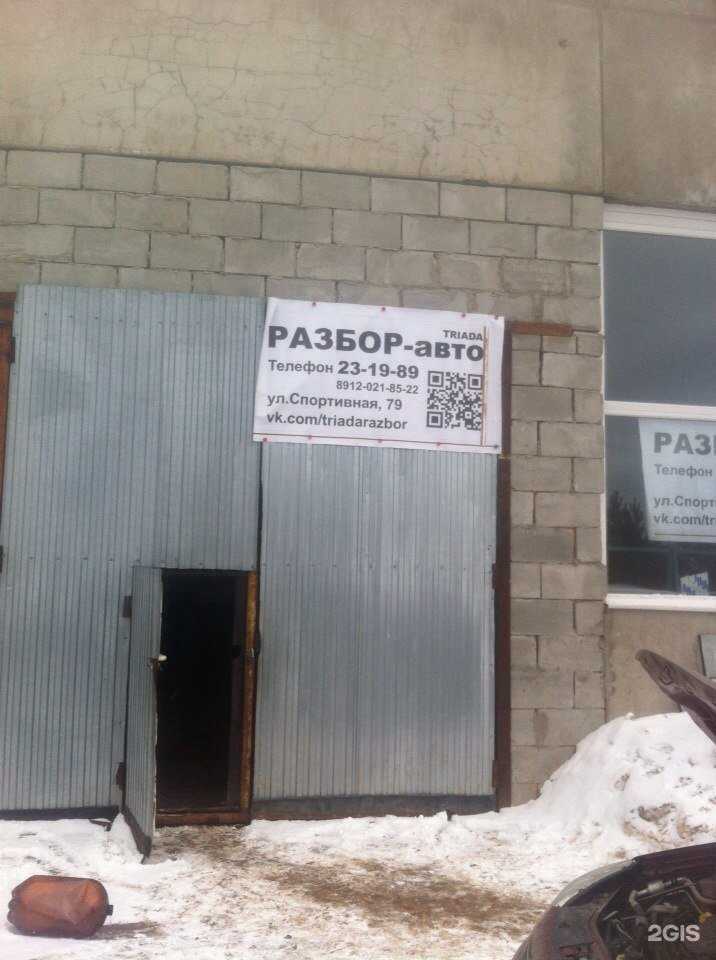 TRIADA
РАЗБОР-авто
Телефон 23-19-89
8912-021-85-22
ул.Спортивная, 79
vk.com/triadarazbor
РАЗ
Телефон
ул.Спорт
vk.com/tr
2GIS